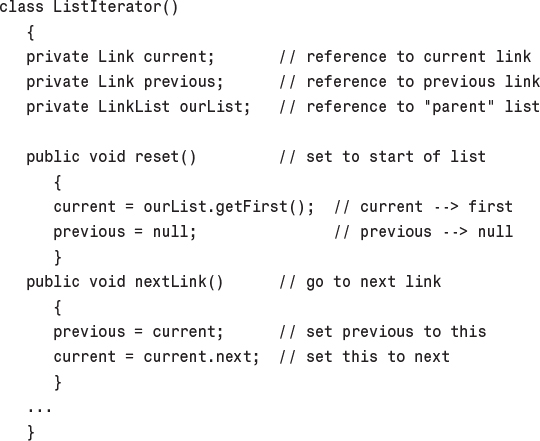 class ListIterator()
   {
   private Link current;       // reference to current link
   private Link previous;      // reference to previous link
   private LinkList ourList;   // reference to "parent" list

   public void reset()         // set to start of list
      {
      current = ourList.getFirst();  // current --> first
      previous = null;               // previous --> null
      }
   public void nextLink()      // go to next link
      {
      previous = current;      // set previous to this
      current = current.next;  // set this to next
      }
   ...
   }